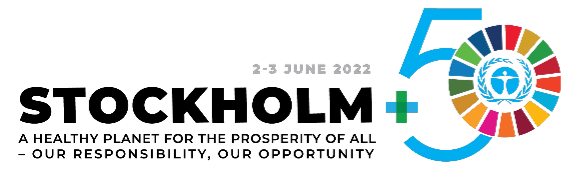 2-3 JUNE 2022
STOCKHOLM+50
A HEALTHY PLANET FOR THE PROSPERITY OF ALL
– OUR RESPONSIBILITY, OUR OPPORTUNITY